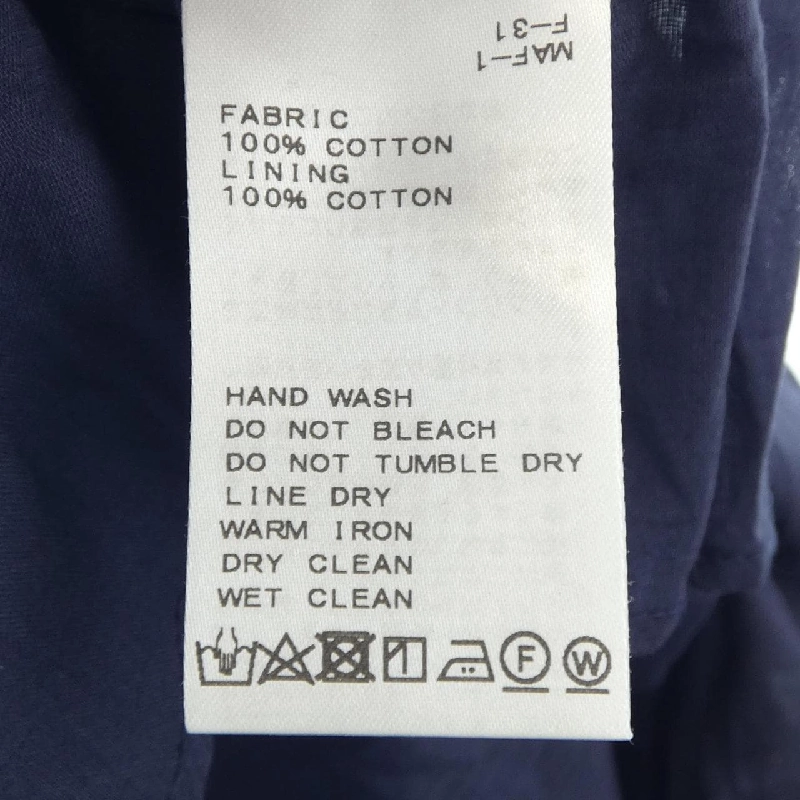 F-31
MAF-1
FABRIC
100% COTTON
LINING
100% COTTON
HAND WASH
DO NOT BLEACH
DO NOT TUMBLE DRY
LINE DRY
WARM IRON
DRY CLEAN
WET CLEAN
F W